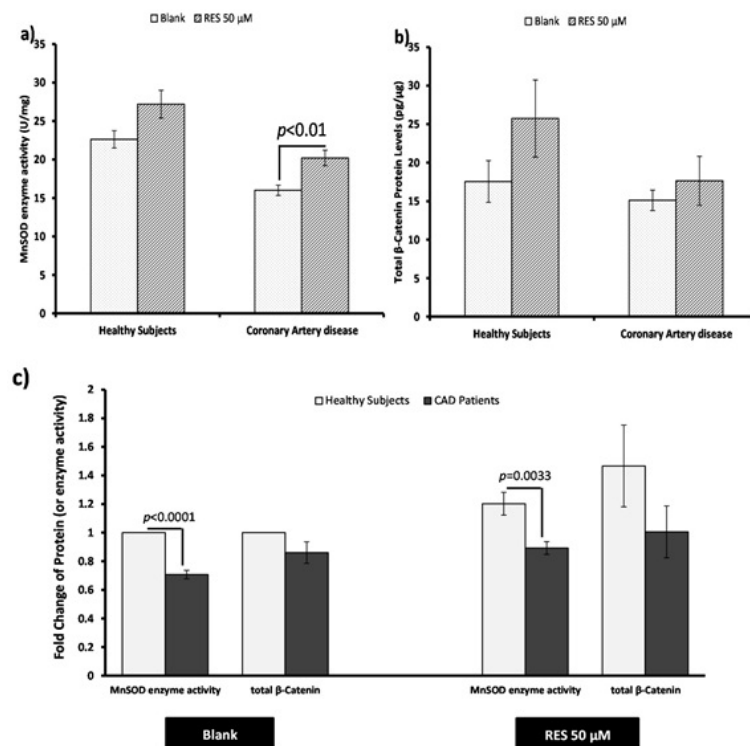 a)
Blank RES 50 µM
MnSOD enzyme activity (U/mg)
35
30
25
20
15
10
5
0
p<0.01
Healthy Subjects Coronary Artery disease
b)
Blank RES 50 µM
Total β-Catenin Protein Levels (pg/µg)
35
30
25
20
15
10
5
0
Healthy Subjects Coronary Artery disease
c)
Healthy Subjects CAD Patients
Fold Change of Protein (or enzyme activity)
2
1.8
1.6
1.4
1.2
1
0.8
0.6
0.4
0.2
0
p<0.0001
p=0.0033
MnSOD enzyme activity total β-Catenin MnSOD enzyme activity total β-Catenin
Blank RES 50 µM